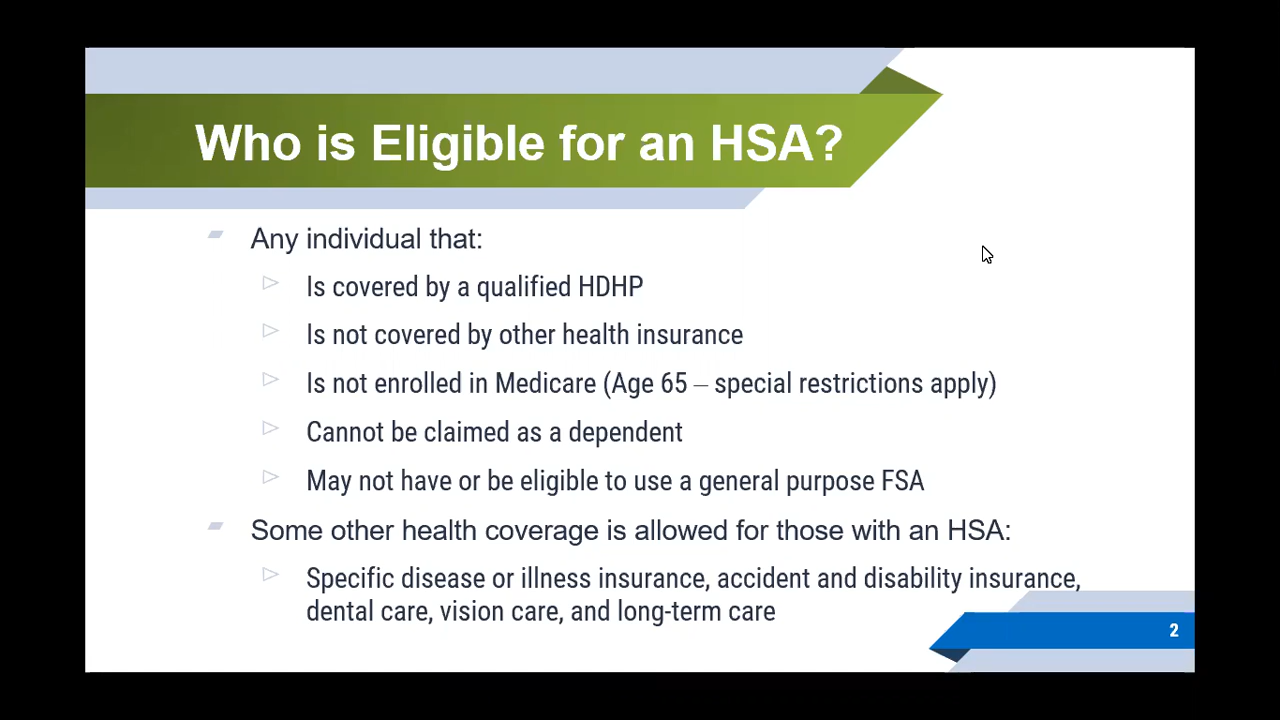 Who is Eligible for an HSA?
Any individual that:
Is covered by a qualified HDHP
Is not covered by other health insurance
Is not enrolled in Medicare (Age 65 – special restrictions apply)
Cannot be claimed as a dependent
May not have or be eligible to use a general purpose FSA
Some other health coverage is allowed for those with an HSA:
Specific disease or illness insurance, accident and disability insurance,
dental care, vision care, and long-term care
2